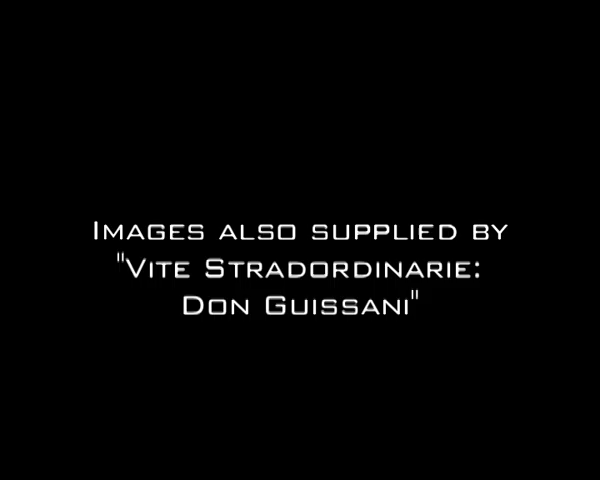 Images also supplied by
"Vite Stradordinarie:
Don Guissani"